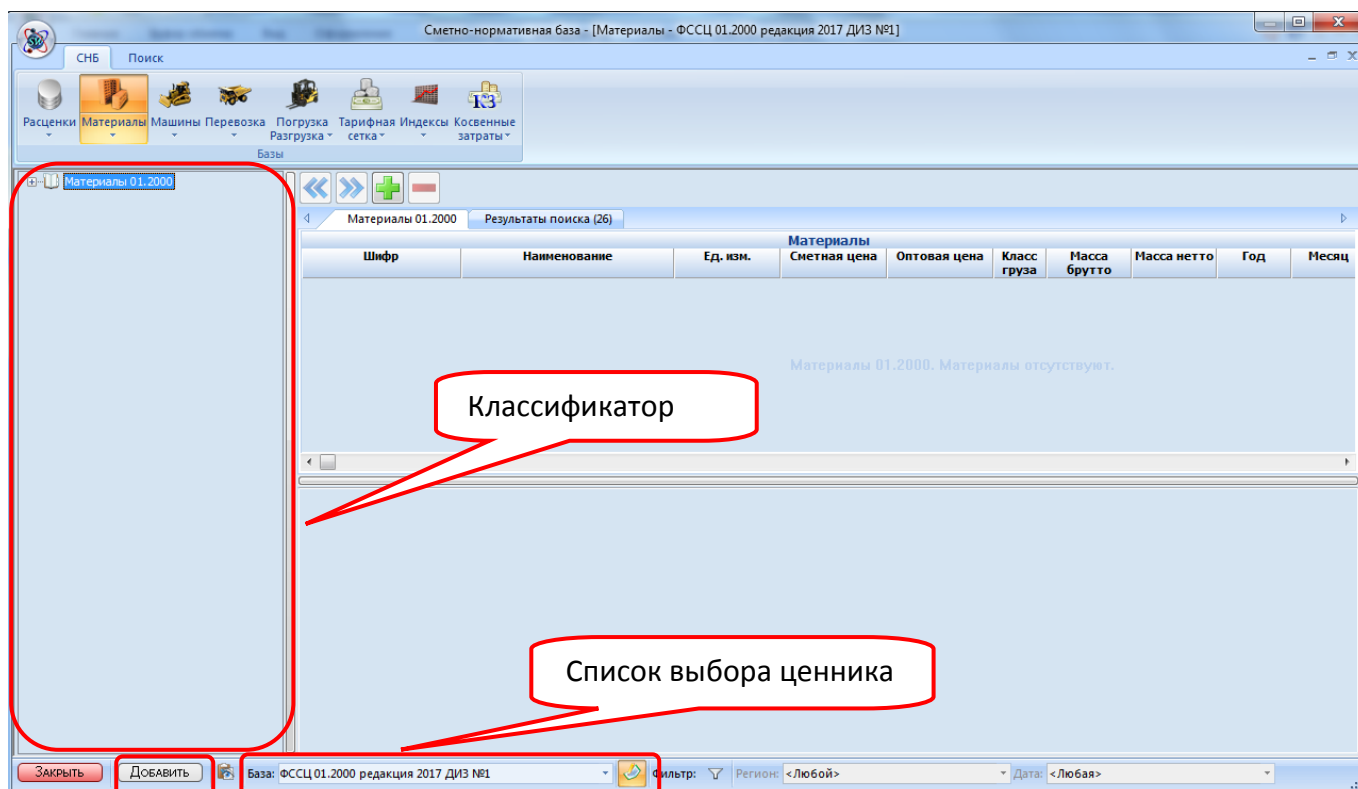 Сметно-нормативная база - [Материалы - ФССЦ 01.2000 редакция 2017 ДИЗ №1]
СНБ Поиск
Расценки Материалы Машины Перевозка Погрузка Разгрузка Тарифная сетка Индексы Косвенные затраты
Базы
Материалы 01.2000
Материалы 01.2000 Результаты поиска (26)
Материалы
Шифр Наименование Ед. изм. Сметная цена Оптовая цена Класс груза Масса брутто Масса нетто Год Месяц
Материалы 01.2000. Материалы отсутствуют.
Классификатор
Список выбора ценника
Закрыть Добавить База: ФССЦ 01.2000 редакция 2017 ДИЗ №1 Фильтр: Регион: <Любой> Дата: <Любая>